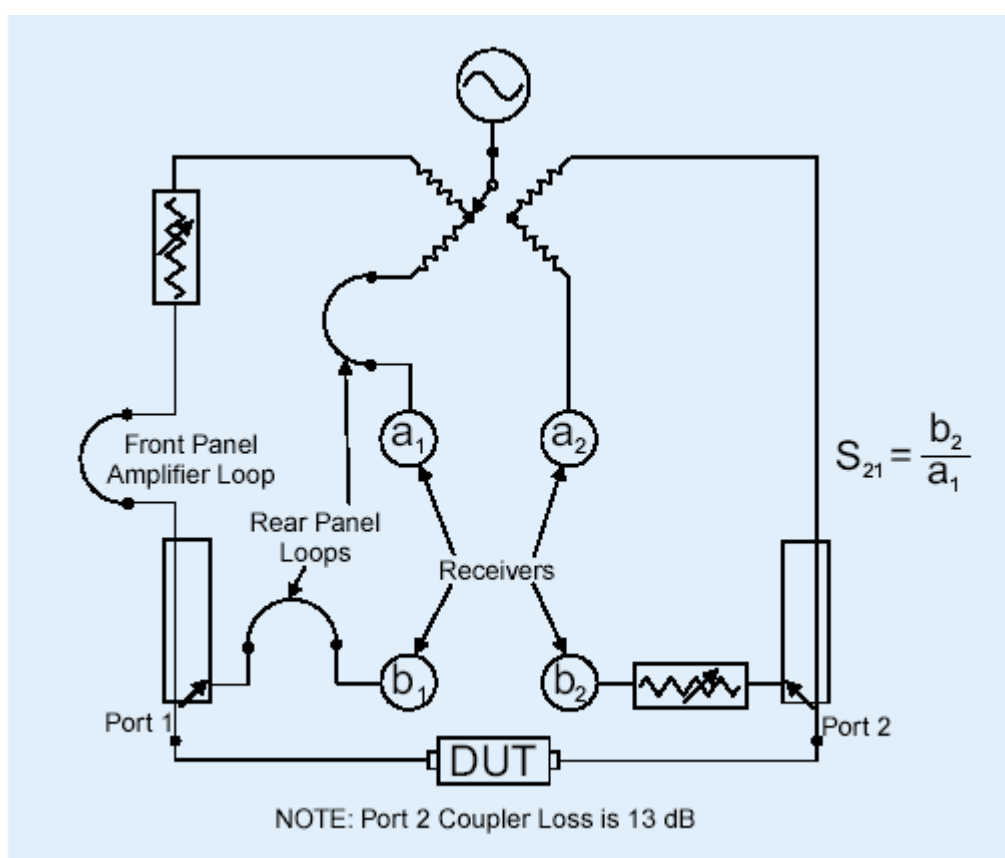 a1
a2
S21 = b2/a1
Front Panel
Amplifier Loop
Rear Panel
Loops
Receivers
b1
b2
Port 1
Port 2
DUT
NOTE: Port 2 Coupler Loss is 13 dB